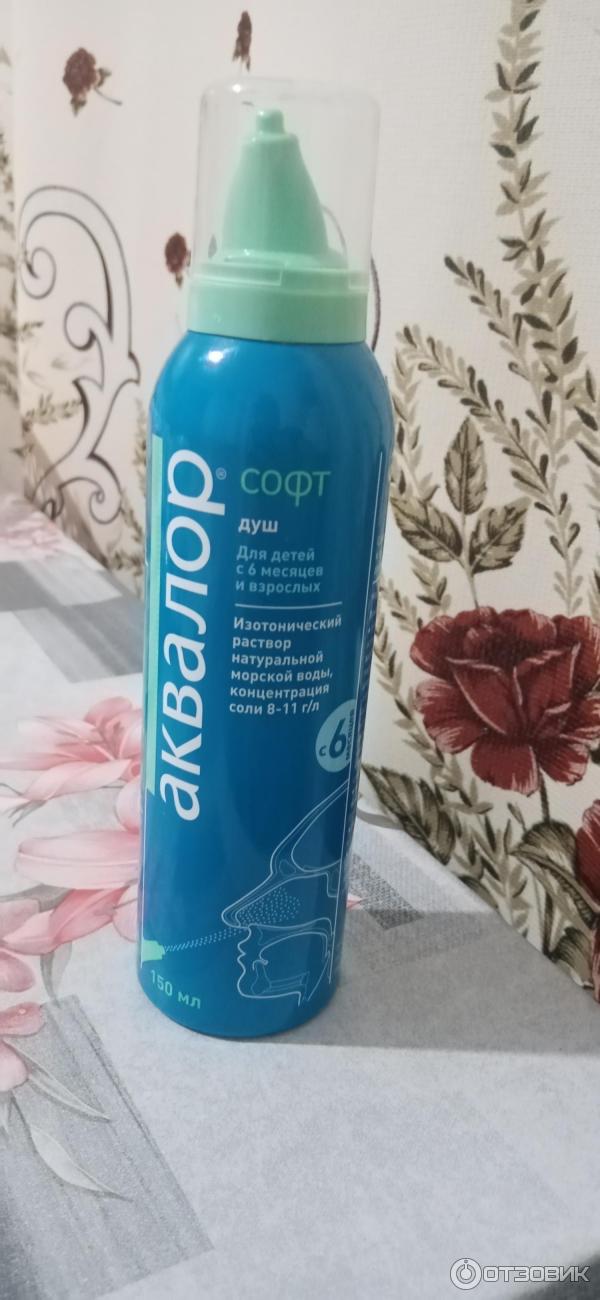 аквалор®
софт
душ
Для детей
с 6 месяцев
и взрослых
Изотонический
раствор
натуральной
морской воды,
концентрация
соли 8-11 г/л
с 6
150 мл
ОТЗОВИК